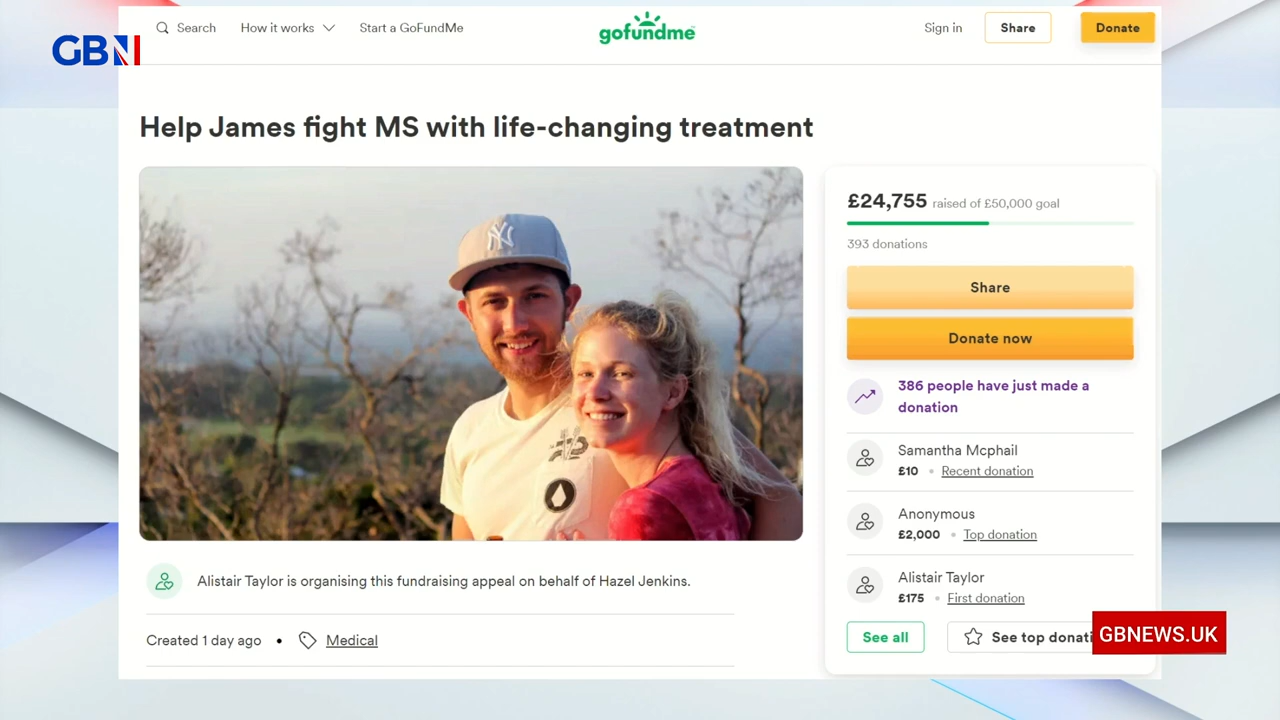 GBN
Search
How it works
Start a GoFundMe
gofundme
Sign in
Share
Donate
Help James fight MS with life-changing treatment
NY
£24,755 raised of £50,000 goal
393 donations
Share
Donate now
386 people have just made a
donation
Samantha Mcphail
£10 • Recent donation
Anonymous
£2,000 • Top donation
Alistair Taylor
£175 • First donation
See all
See top donati
Alistair Taylor is organising this fundraising appeal on behalf of Hazel Jenkins.
Created 1 day ago • Medical
GBNEWS.UK